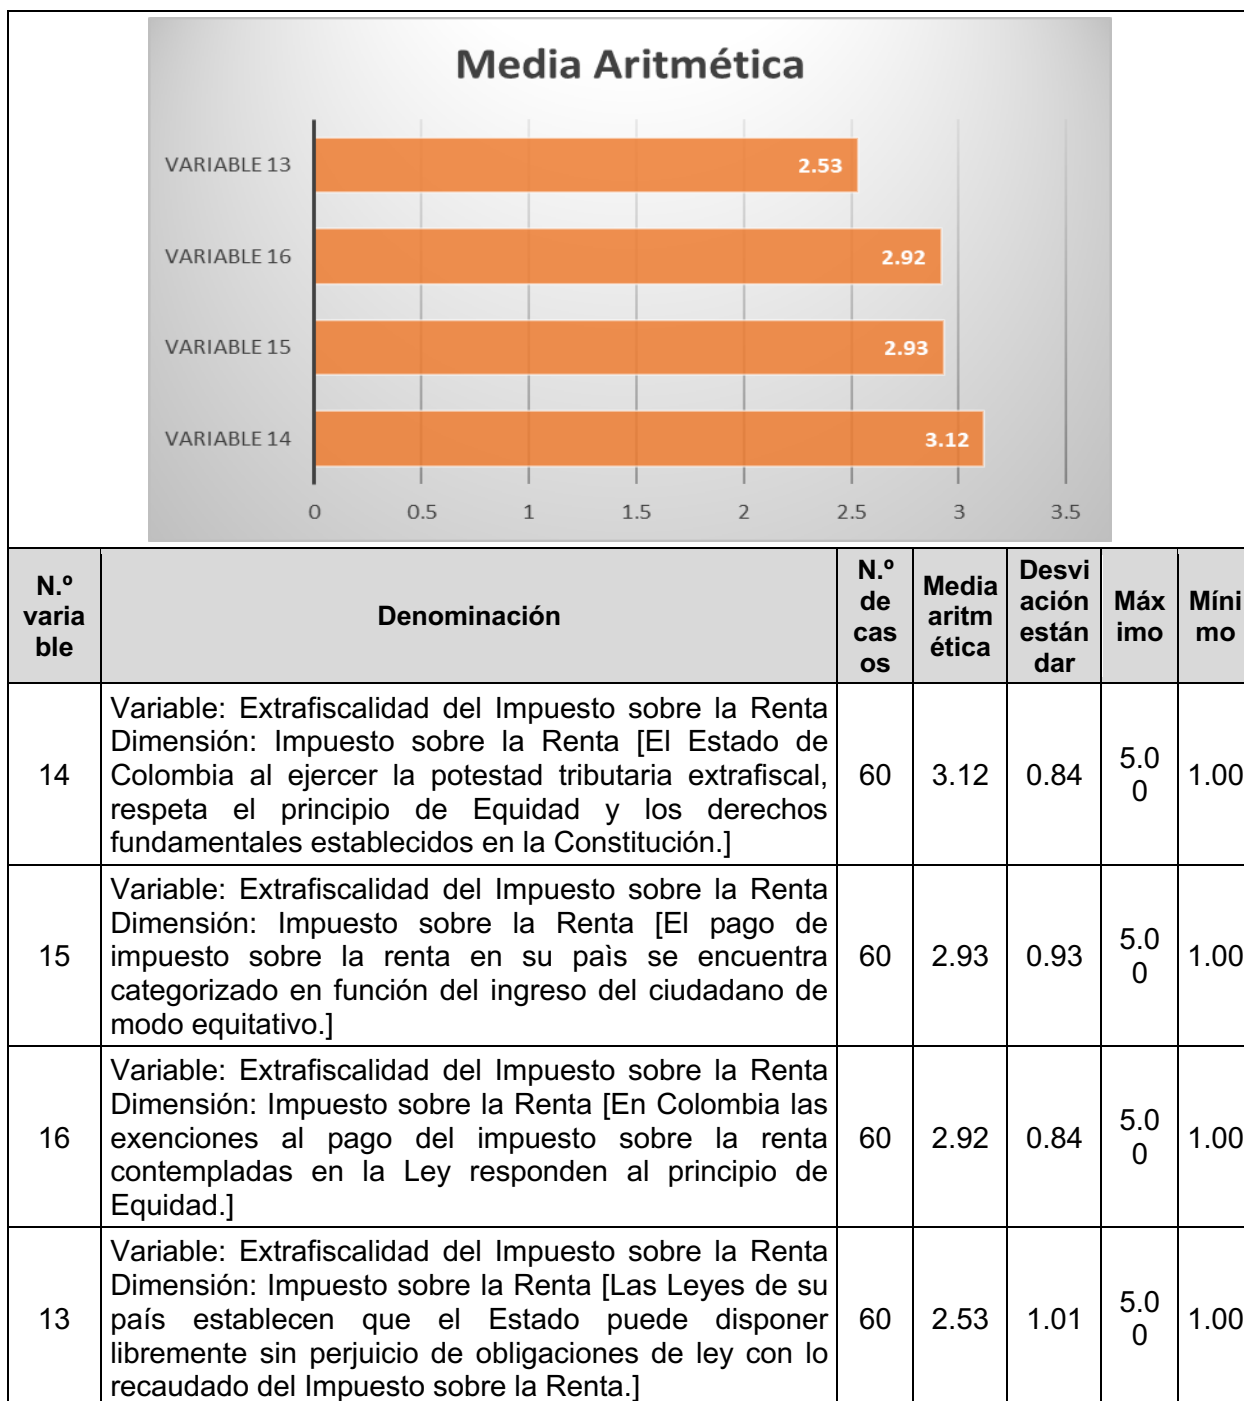 Media Aritmética
VARIABLE 13
2.53
VARIABLE 16
2.92
VARIABLE 15
2.93
VARIABLE 14
3.12
0 0.5 1 1.5 2 2.5 3 3.5
N.º
varia
ble
Denominación
N.º
de
cas
os
Media
aritm
ética
Desvi
ación
están
dar
Máx
imo
Míni
mo
14
Variable: Extrafiscalidad del Impuesto sobre la Renta
Dimensión: Impuesto sobre la Renta [El Estado de
Colombia al ejercer la potestad tributaria extrafiscal,
respeta el principio de Equidad y los derechos
fundamentales establecidos en la Constitución.]
60
3.12
0.84
5.0
0
1.00
15
Variable: Extrafiscalidad del Impuesto sobre la Renta
Dimensión: Impuesto sobre la Renta [El pago de
impuesto sobre la renta en su paìs se encuentra
categorizado en función del ingreso del ciudadano de
modo equitativo.]
60
2.93
0.93
5.0
0
1.00
16
Variable: Extrafiscalidad del Impuesto sobre la Renta
Dimensión: Impuesto sobre la Renta [En Colombia las
exenciones al pago del impuesto sobre la renta
contempladas en la Ley responden al principio de
Equidad.]
60
2.92
0.84
5.0
0
1.00
13
Variable: Extrafiscalidad del Impuesto sobre la Renta
Dimensión: Impuesto sobre la Renta [Las Leyes de su
país establecen que el Estado puede disponer
libremente sin perjuicio de obligaciones de ley con lo
recaudado del Impuesto sobre la Renta.]
60
2.53
1.01
5.0
0
1.00